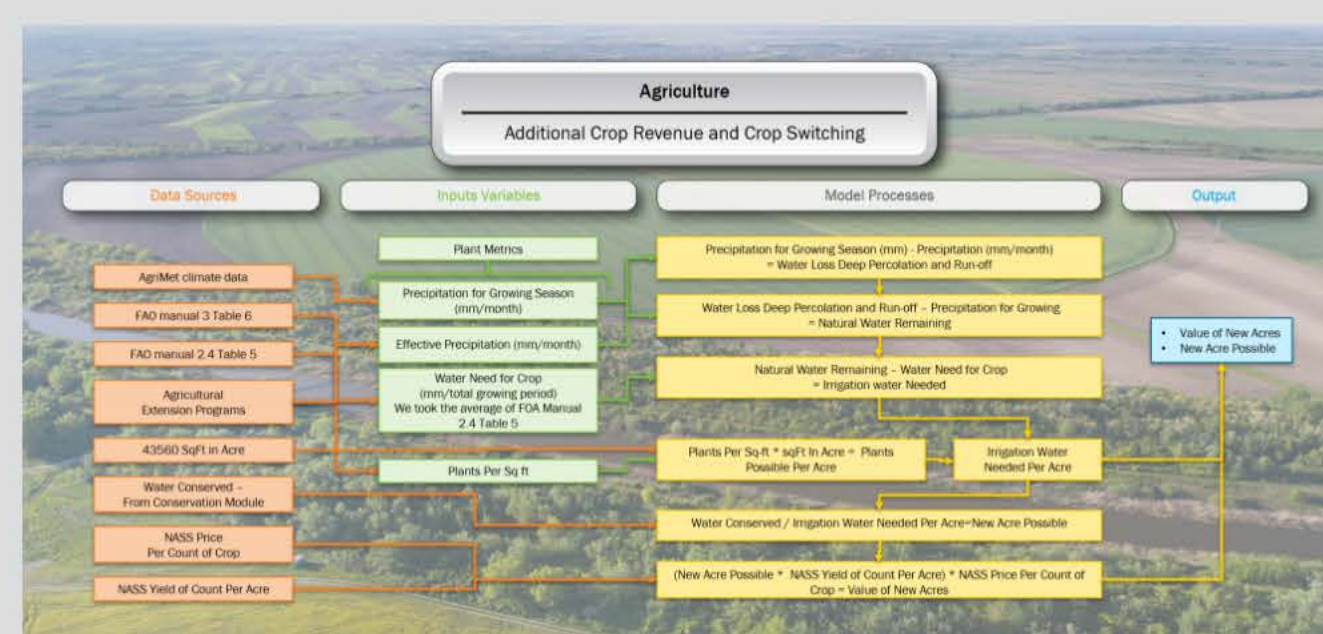 Agriculture
Additional Crop Revenue and Crop Switching
Data Sources
Inputs Variables
Model Processes
Output
AgriMet climate data
FAO manual 3 Table 6
FAO manual 2.4 Table 5
Agricultural
Extension Programs
43560 SqFt in Acre
Water Conserved –
From Conservation Module
NASS Price
Per Count of Crop
NASS Yield of Count Per Acre
Plant Metrics
Precipitation for Growing Season
(mm/month)
Effective Precipitation (mm/month)
Water Need for Crop
(mm/total growing period)
We took the average of FOA Manual
2.4 Table 5
Plants Per Sq ft
Precipitation for Growing Season (mm) - Precipitation (mm/month)
= Water Loss Deep Percolation and Run-off
Water Loss Deep Percolation and Run-off – Precipitation for Growing
= Natural Water Remaining
Natural Water Remaining – Water Need for Crop
= Irrigation water Needed
Plants Per Sq-ft * sqFt In Acre = Plants
Possible Per Acre
Irrigation Water
Needed Per Acre
Water Conserved / Irrigation Water Needed Per Acre=New Acre Possible
(New Acre Possible * NASS Yield of Count Per Acre) * NASS Price Per Count of
Crop = Value of New Acres
• Value of New Acres
• New Acre Possible